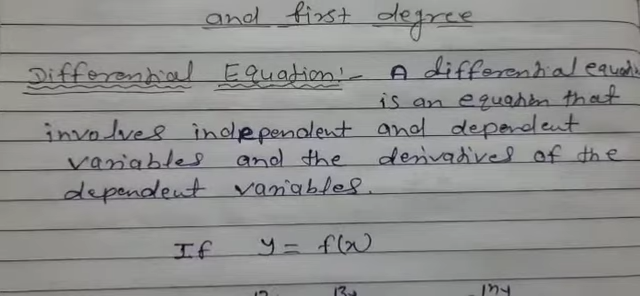 and first degree
Differential Equation:- A differential
is an equation that
involves independent and dependent
variables and the derivatives of the
dependent variables.
If y = f(x)